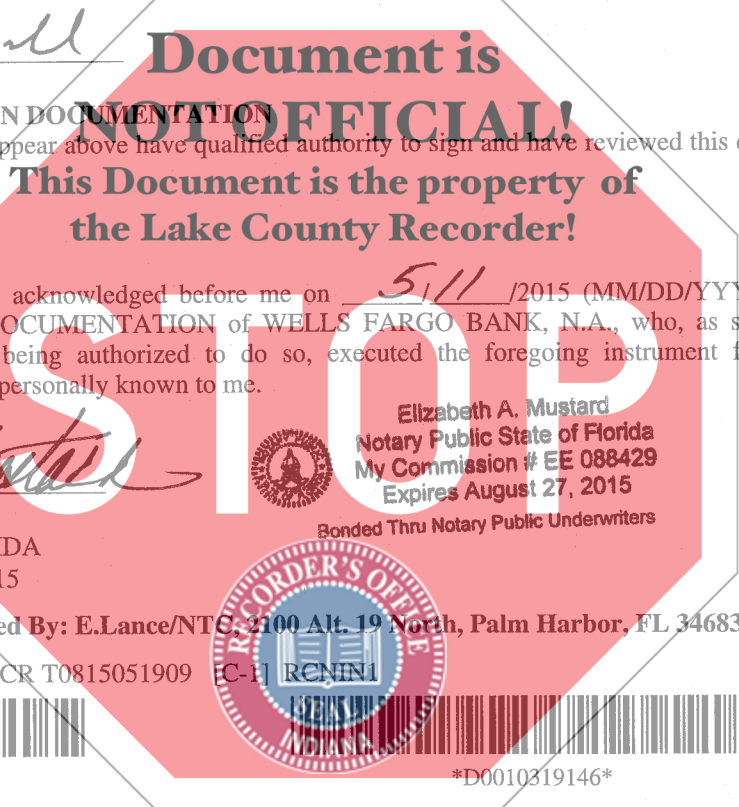 Document is
N DOCUMENTATION
NOT OFFICIAL!
ppear above have qualified authority to sign and have reviewed this
This Document is the property of
the Lake County Recorder!
acknowledged before me on 5/11/2015 (MM/DD/YYY
OCUMENTATION of WELLS FARGO BANK, N.A., who, as s
being authorized to do so, executed the foregoing instrument f
personally known to me.
STOP
Elizabeth A. Mustard
Notary Public State of Florida
My Commission # EE 088429
Expires August 27, 2015
Bonded Thru Notary Public Underwriters
IDA
15
RECORDER'S OFFICE
ed By: E.Lance/NTC, 2100 Alt. 19 North, Palm Harbor, FL 34683
CR T0815051909 [C-1] RCNIN1
SEAL
INDIANA
*D0010319146*